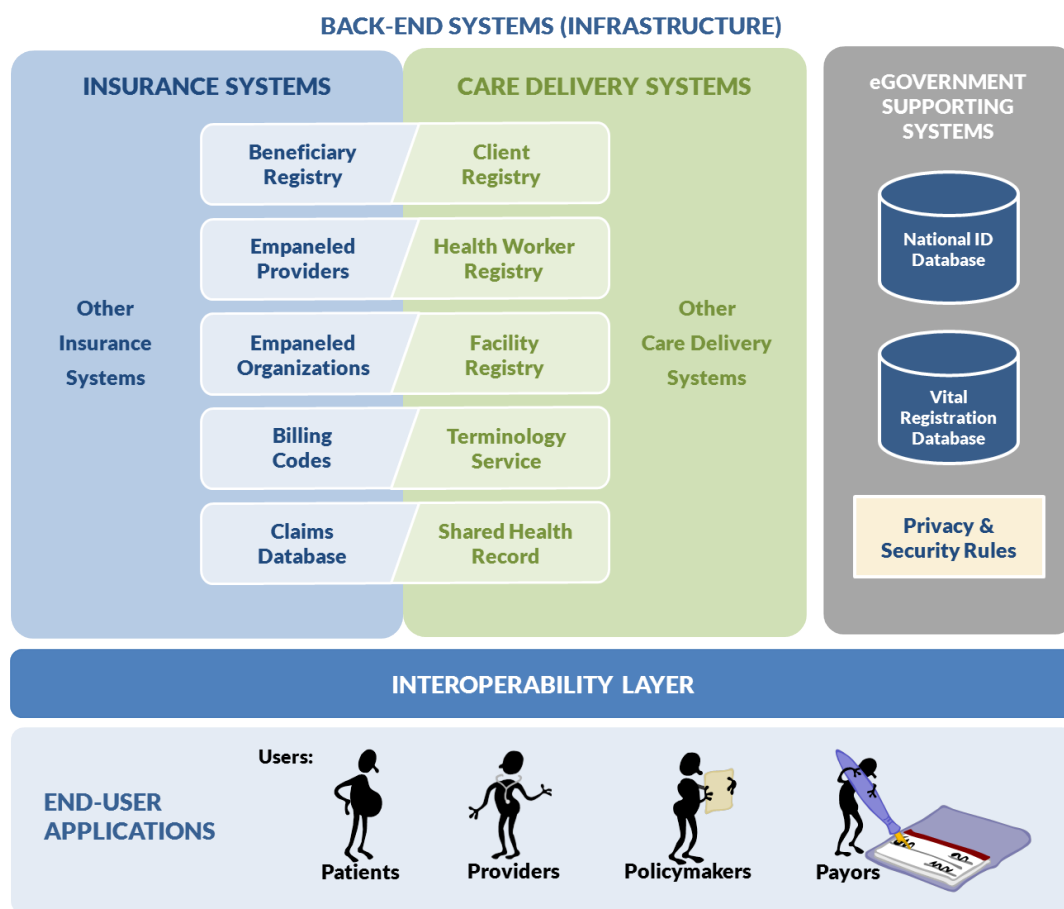 BACK-END SYSTEMS (INFRASTRUCTURE)
INSURANCE SYSTEMS
Beneficiary
Registry
Empaneled
Providers
Empaneled
Organizations
Billing
Codes
Claims
Database
Other
Insurance
Systems
CARE DELIVERY SYSTEMS
Client
Registry
Health Worker
Registry
Facility
Registry
Terminology
Service
Shared Health
Record
Other
Care Delivery
Systems
eGOVERNMENT
SUPPORTING
SYSTEMS
National ID
Database
Vital
Registration
Database
Privacy &
Security Rules
INTEROPERABILITY LAYER
END-USER
APPLICATIONS
Users:
Patients
Providers
Policymakers
Payors